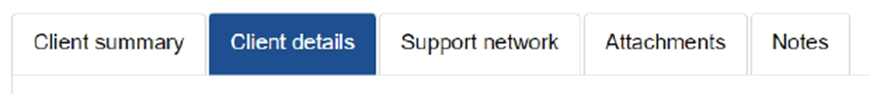 Client summary Client details Support network Attachments Notes